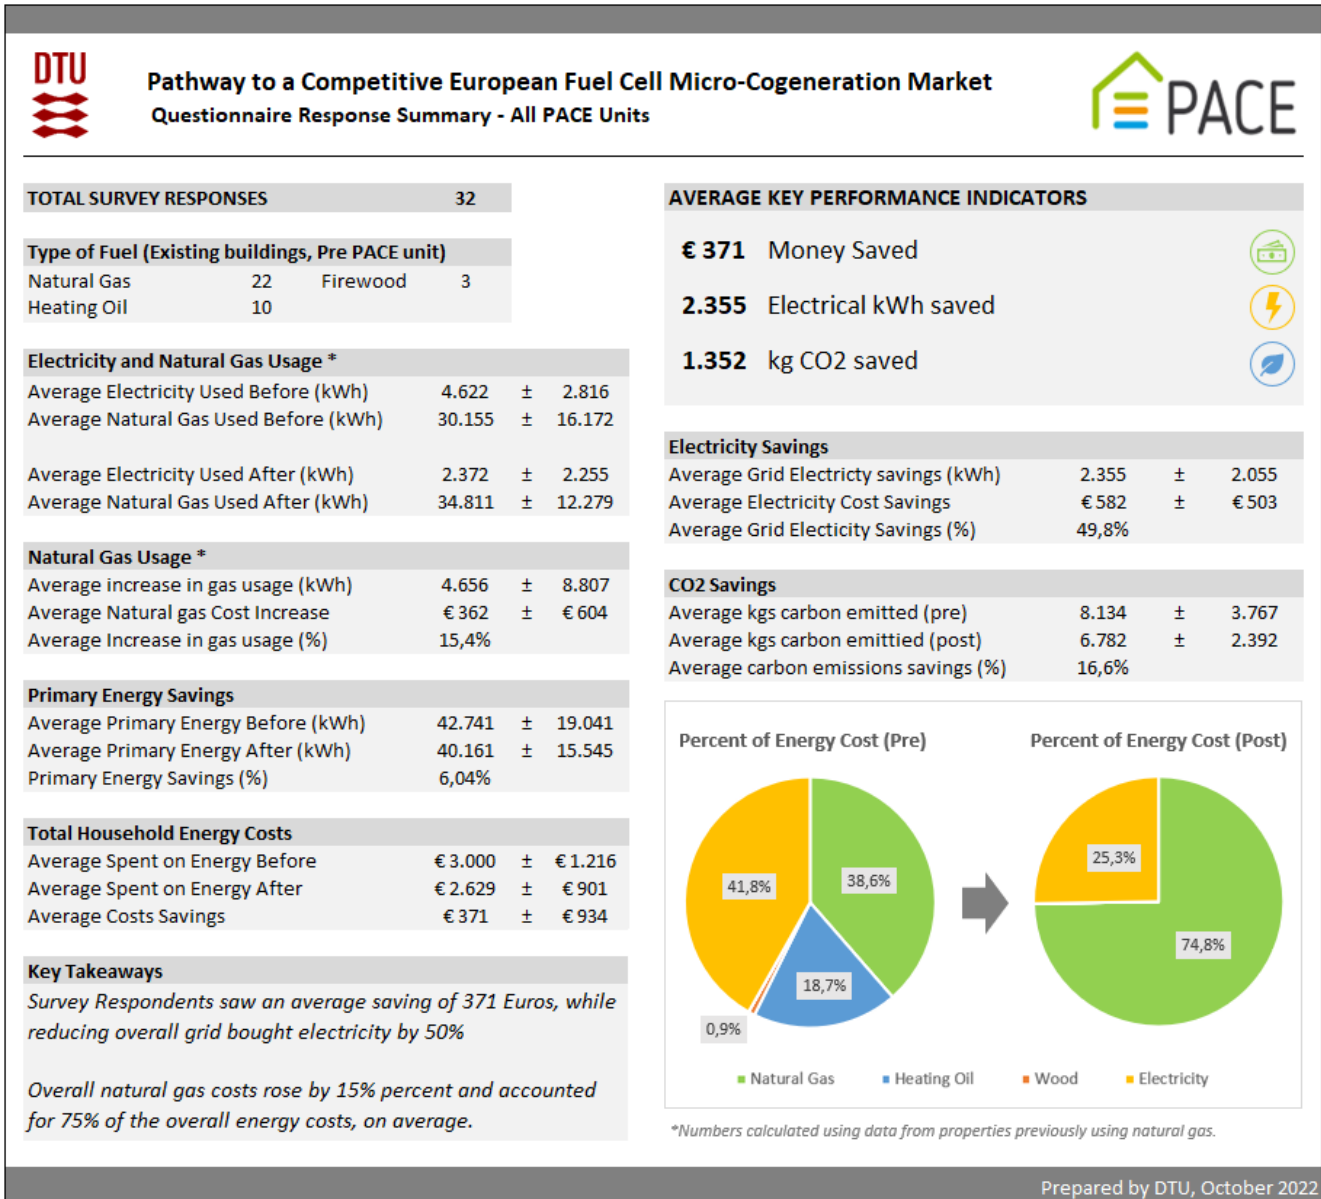 DTU
Pathway to a Competitive European Fuel Cell Micro-Cogeneration Market
Questionnaire Response Summary - All PACE Units
PACE
TOTAL SURVEY RESPONSES 32
Type of Fuel (Existing buildings, Pre PACE unit)
Natural Gas 22 Firewood 3
Heating Oil 10
Electricity and Natural Gas Usage *
Average Electricity Used Before (kWh) 4.622 ± 2.816
Average Natural Gas Used Before (kWh) 30.155 ± 16.172
Average Electricity Used After (kWh) 2.372 ± 2.255
Average Natural Gas Used After (kWh) 34.811 ± 12.279
Natural Gas Usage *
Average increase in gas usage (kWh) 4.656 ± 8.807
Average Natural gas Cost Increase € 362 ± € 604
Average Increase in gas usage (%) 15,4%
Primary Energy Savings
Average Primary Energy Before (kWh) 42.741 ± 19.041
Average Primary Energy After (kWh) 40.161 ± 15.545
Primary Energy Savings (%) 6,04%
Total Household Energy Costs
Average Spent on Energy Before € 3.000 ± € 1.216
Average Spent on Energy After € 2.629 ± € 901
Average Costs Savings € 371 ± € 934
Key Takeaways
Survey Respondents saw an average saving of 371 Euros, while
reducing overall grid bought electricity by 50%
Overall natural gas costs rose by 15% percent and accounted
for 75% of the overall energy costs, on average.
AVERAGE KEY PERFORMANCE INDICATORS
€ 371 Money Saved
2.355 Electrical kWh saved
1.352 kg CO2 saved
Electricity Savings
Average Grid Electricty savings (kWh) 2.355 ± 2.055
Average Electricity Cost Savings € 582 ± € 503
Average Grid Electicity Savings (%) 49,8%
CO2 Savings
Average kgs carbon emitted (pre) 8.134 ± 3.767
Average kgs carbon emittied (post) 6.782 ± 2.392
Average carbon emissions savings (%) 16,6%
Percent of Energy Cost (Pre) Percent of Energy Cost (Post)
41,8% 38,6% 18,7% 0,9%
25,3% 74,8%
Natural Gas Heating Oil Wood Electricity
*Numbers calculated using data from properties previously using natural gas.
Prepared by DTU, October 2022